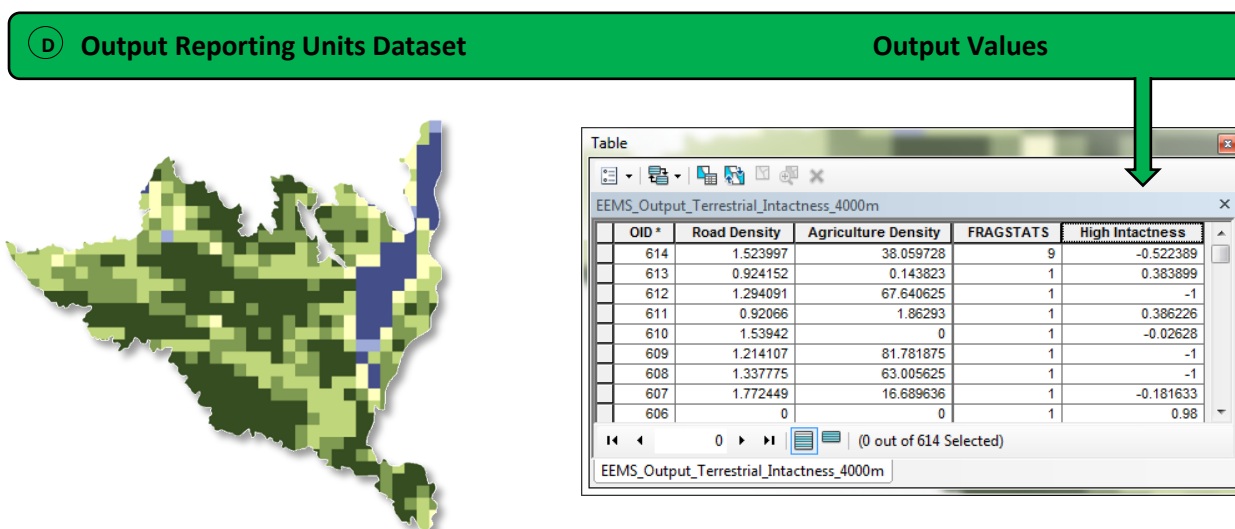 D Output Reporting Units Dataset Output Values
Table
EEMS_Output_Terrestrial_Intactness_4000m
OID * Road Density Agriculture Density FRAGSTATS High Intactness
614 1.523997 38.059728 9 -0.522389
613 0.924152 0.143823 1 0.383899
612 1.294091 67.640625 1 -1
611 0.92066 1.86293 1 0.386226
610 1.53942 0 1 -0.02628
609 1.214107 81.781875 1 -1
608 1.337775 63.005625 1 -1
607 1.772449 16.689636 1 -0.181633
606 0 0 1 0.98
0 (0 out of 614 Selected)
EEMS_Output_Terrestrial_Intactness_4000m